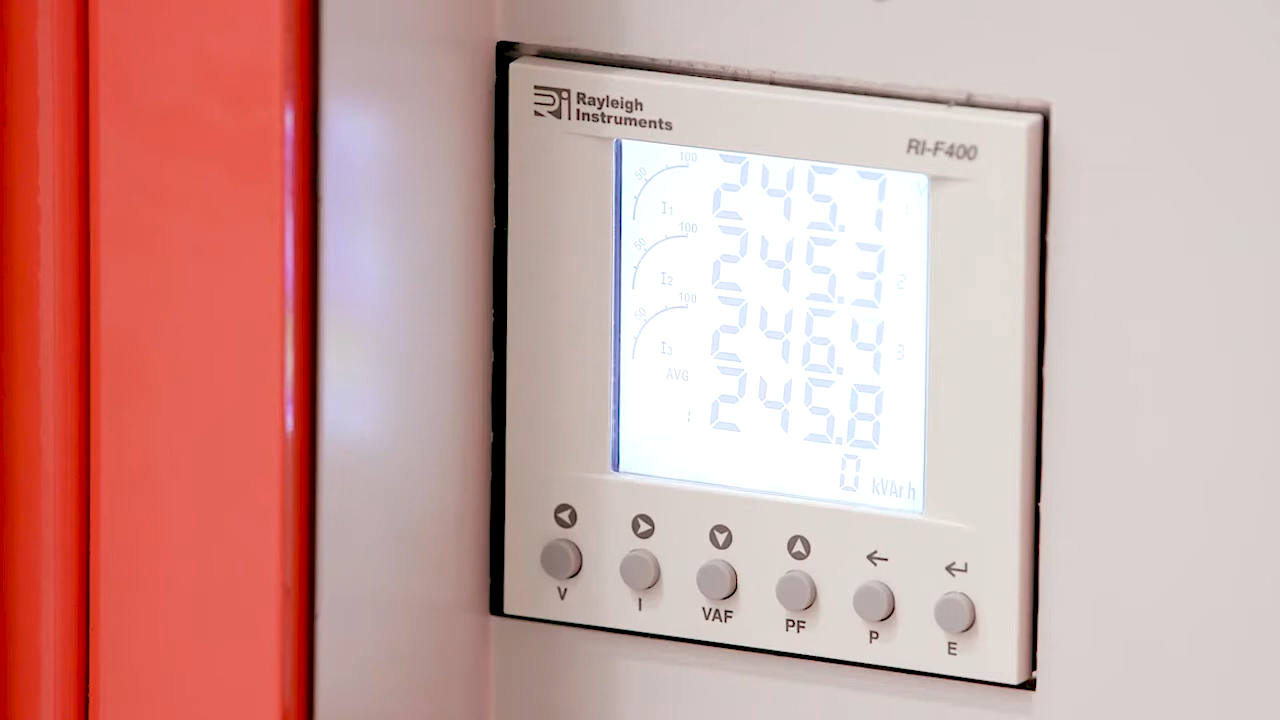 Rayleigh
Instruments
RI-F400
50 100
I1
245.7
50 100
I2
245.3 2
50 100
I3
246.4 3
AVG
245.8
0 kVArh
V I VAF PF P E